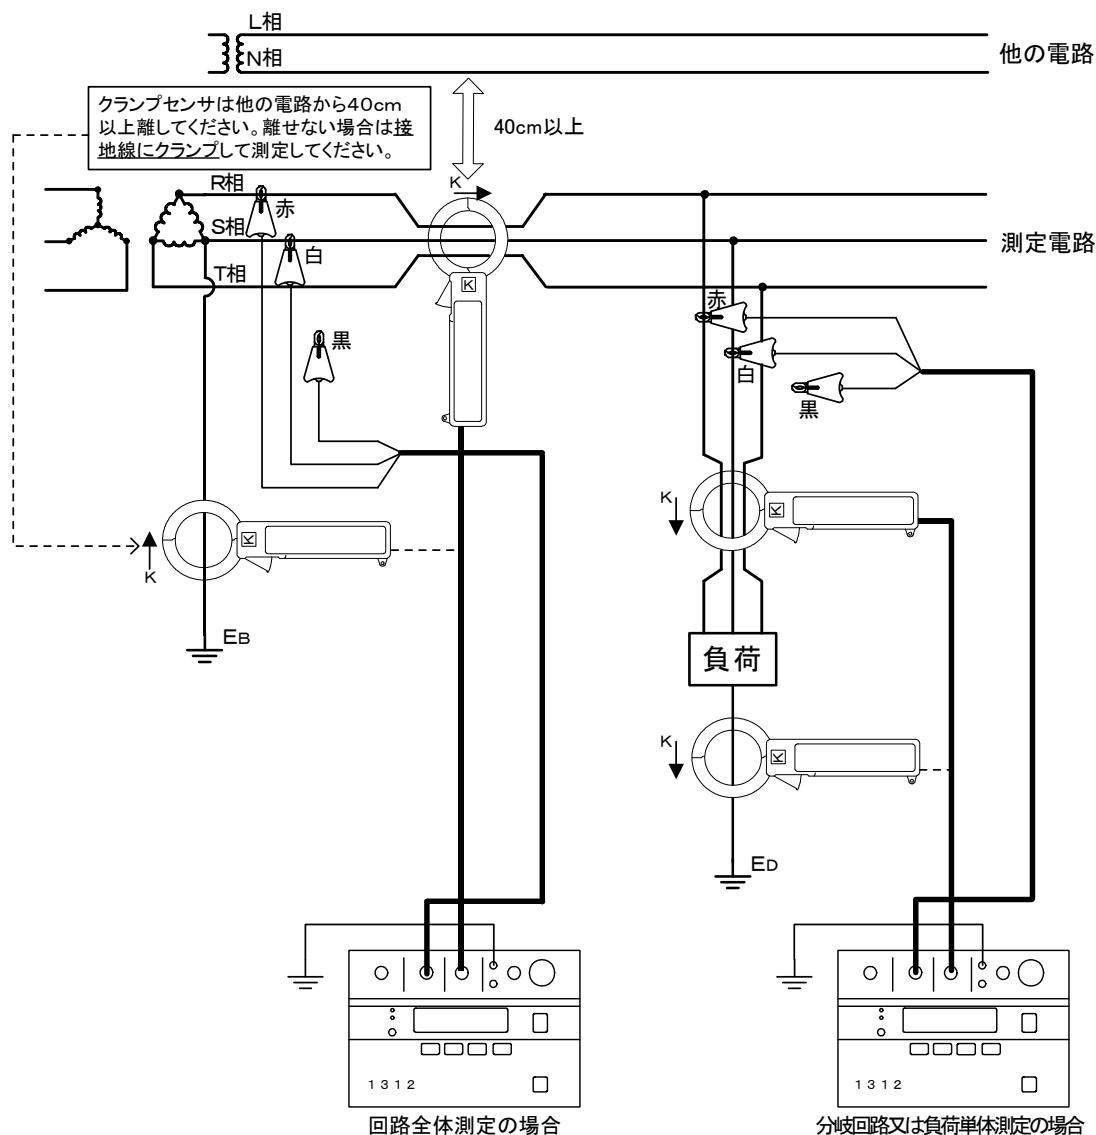 L相
N相
他の電路
クランプセンサは他の電路から40cm
以上離してください。離せない場合は接
地線にクランプして測定してください。
40cm以上
R相
赤
K
S相
白
測定電路
T相
K
赤
黒
白
黒
K
K
K
K
EB
負荷
K
K
ED
1312
1312
回路全体測定の場合
分岐回路又は負荷単体測定の場合